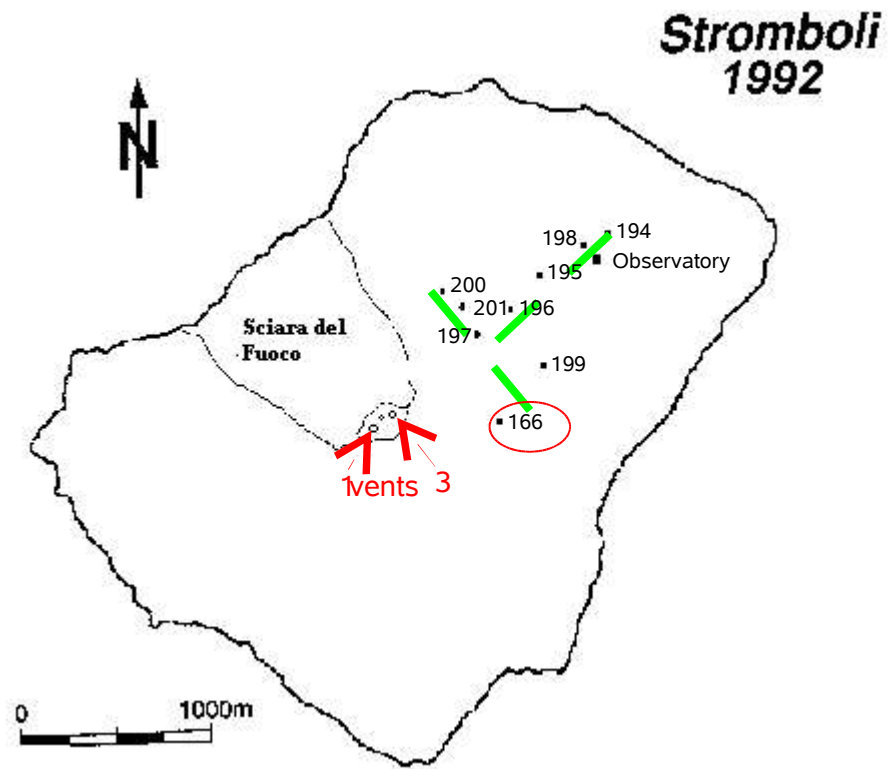 Stromboli
1992
N
194
198
Observatory
195
200
201 196
197
Sciara del
Fuoco
199
166
1 vents 3
0 1000m